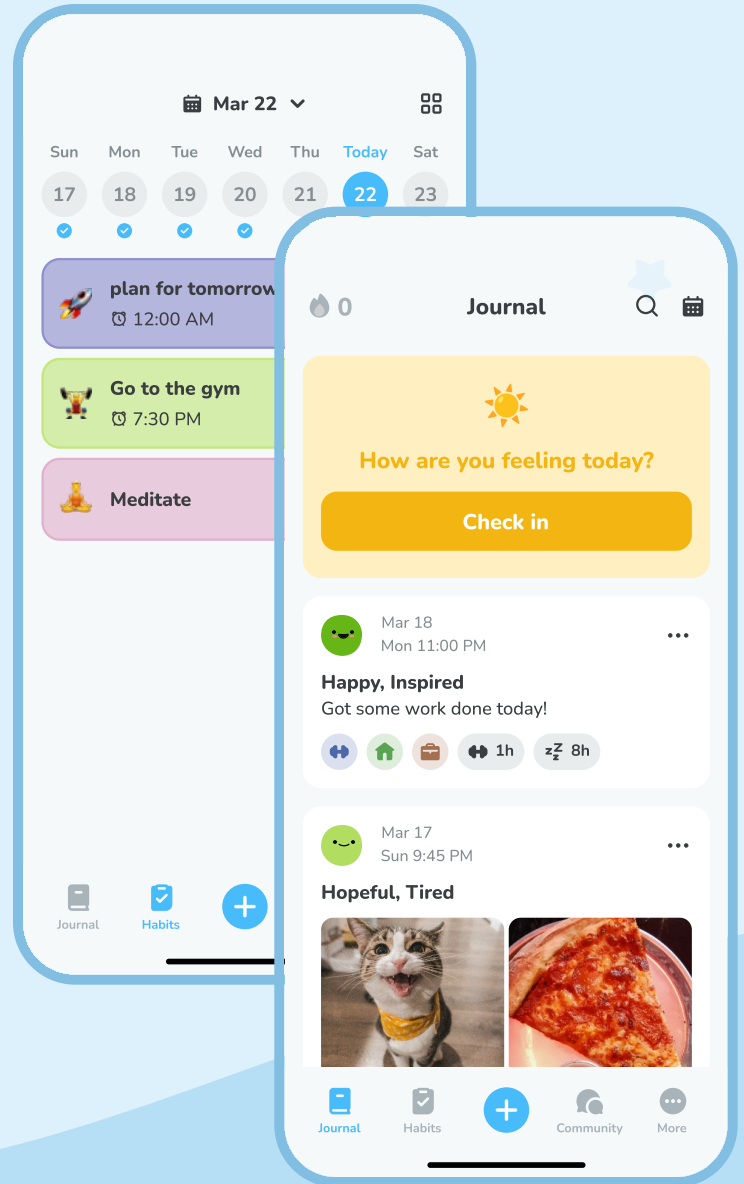 Mar 22
Sun Mon Tue Wed Thu Today Sat
17 18 19 20 21 22 23
plan for tomorrow
12:00 AM
Go to the gym
7:30 PM
Meditate
Journal Habits
0 Journal
How are you feeling today?
Check in
Mar 18
Mon 11:00 PM
Happy, Inspired
Got some work done today!
1h zzZ 8h
Mar 17
Sun 9:45 PM
Hopeful, Tired
Journal Habits Community More